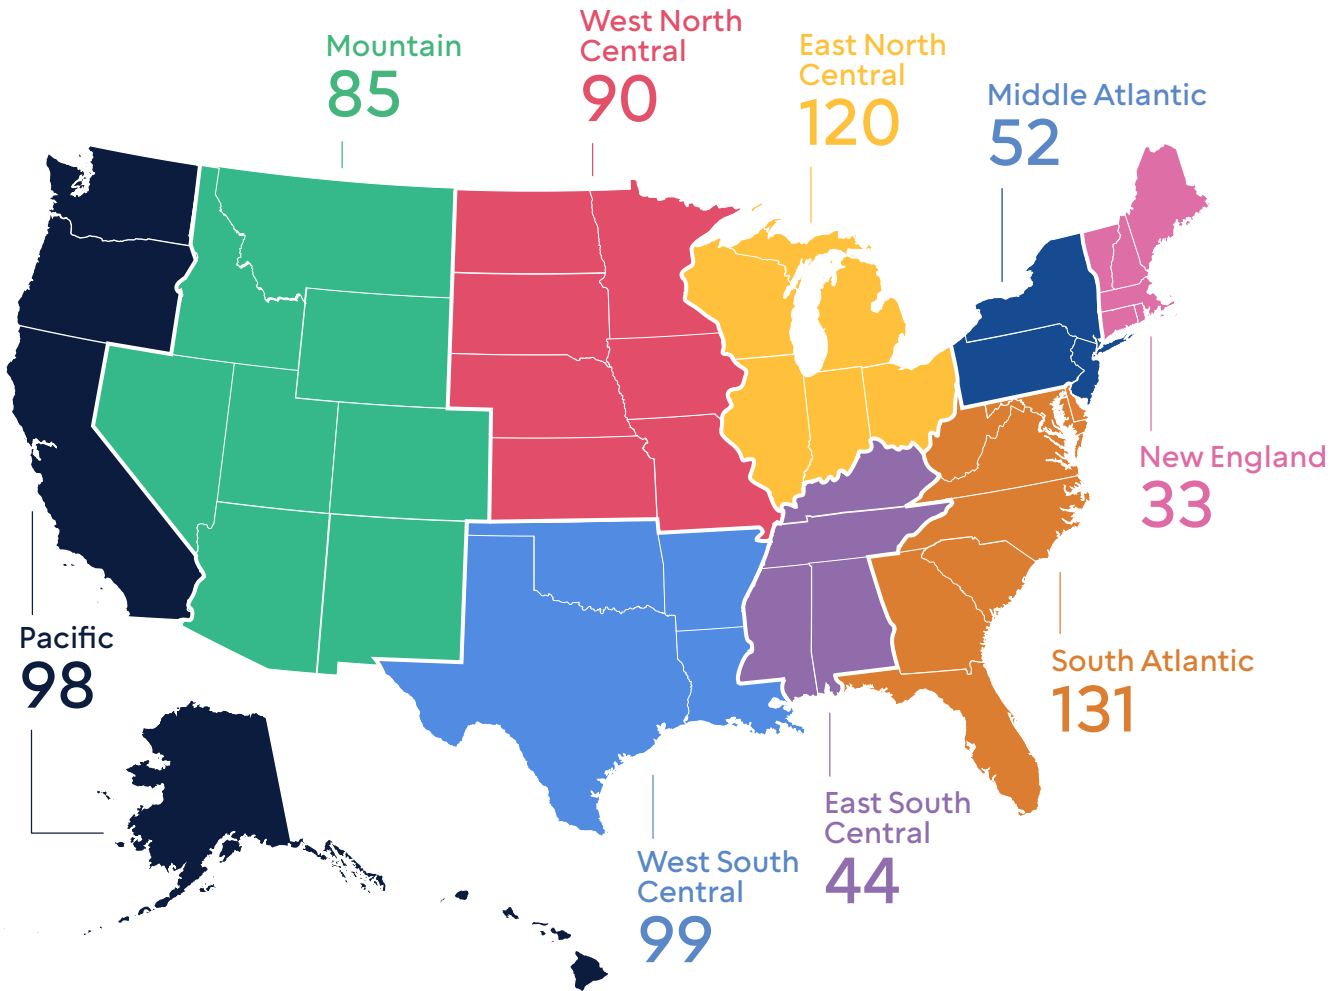 Mountain
85
West North
Central
90
East North
Central
120
Middle Atlantic
52
New England
33
Pacific
98
South Atlantic
131
East South
Central
44
West South
Central
99